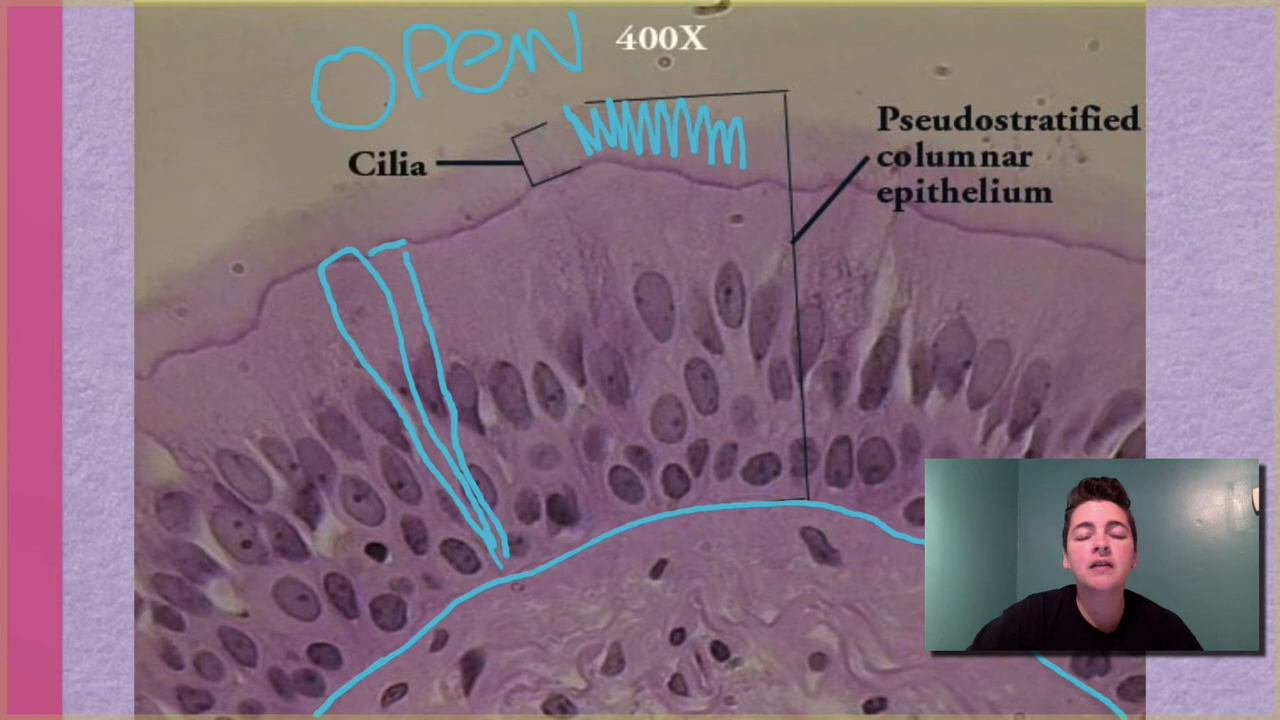 OPEN
400X
Cilia
Pseudostratified
columnar
epithelium